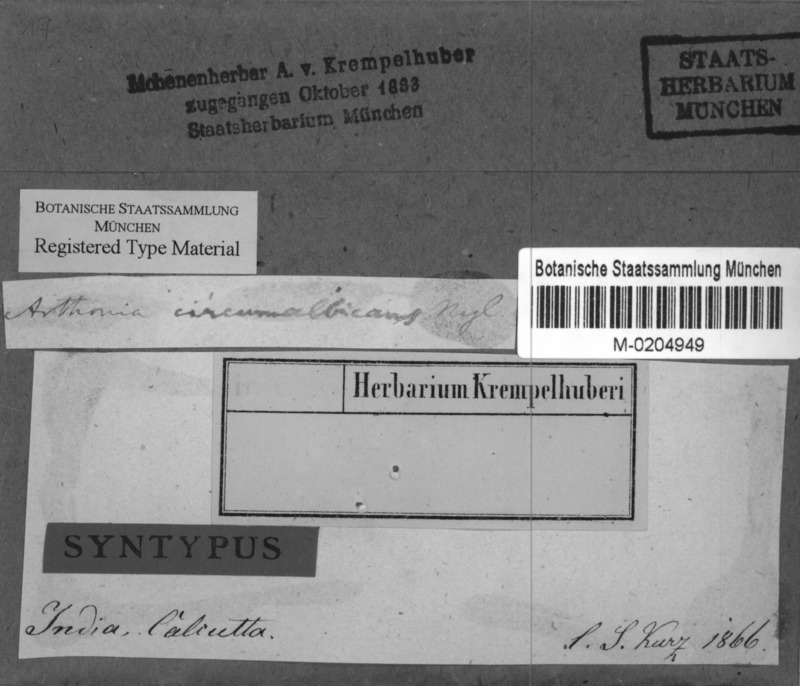 Lichenenherbar A. v. Krempelhuber
zugegangen Oktober 1883
Staatsherbarium München
STAATS-
HERBARIUM
MÜNCHEN
BOTANISCHE STAATSSAMMLUNG
MÜNCHEN
Registered Type Material
Botanische Staatssammlung München
M-0204949
Arthonia circumalbicans Nyl
Herbarium Krempelhuberi
SYNTYPUS
India, Calcutta.
l. S. Kurz 1866.